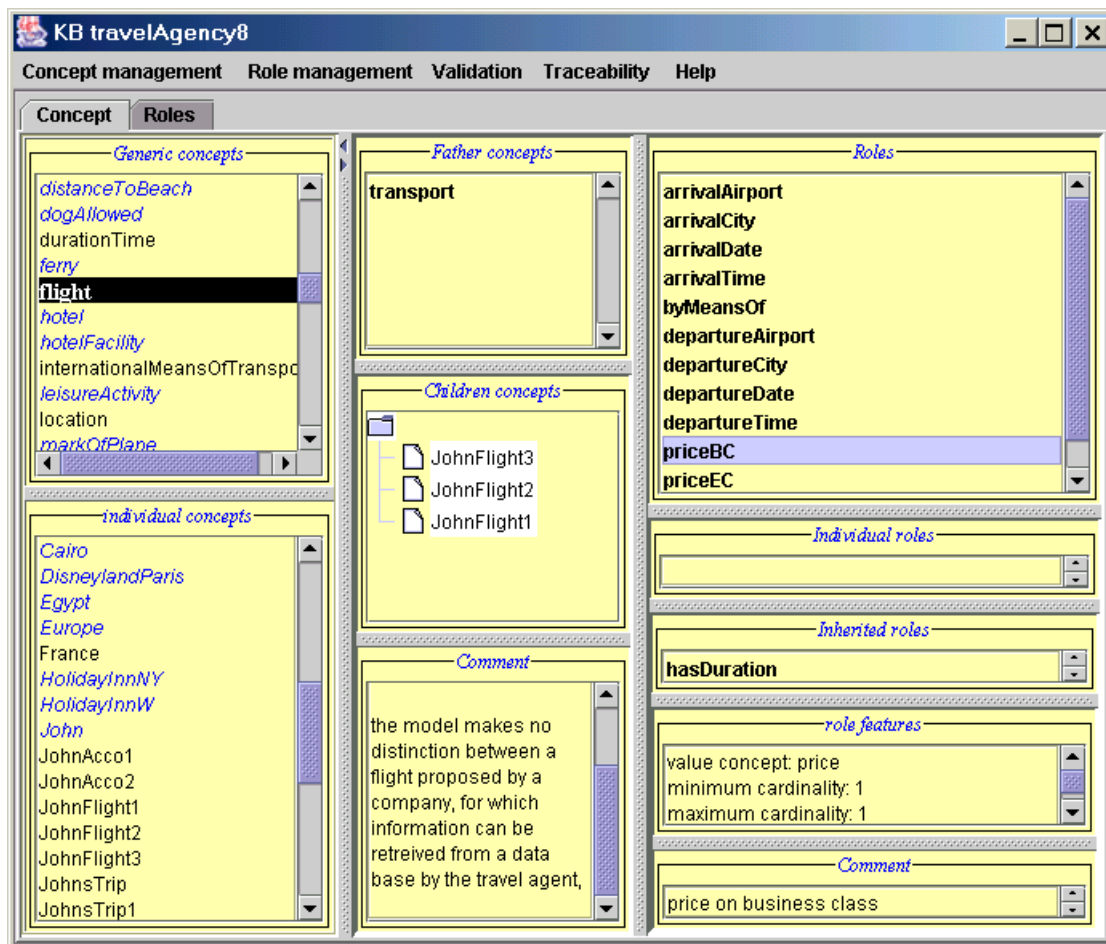 KB travelAgency8
Concept management Role management Validation Traceability Help
Concept Roles
Generic concepts
distanceToBeach
dogAllowed
durationTime
ferry
flight
hotel
hotelFacility
internationalMeansOfTranspo
leisureActivity
location
markOfPlane
individual concepts
Cairo
DisneylandParis
Egypt
Europe
France
HolidayInnNY
HolidayInnW
John
JohnAcco1
JohnAcco2
JohnFlight1
JohnFlight2
JohnFlight3
JohnsTrip
JohnsTrip1
Father concepts
transport
Children concepts
JohnFlight3
JohnFlight2
JohnFlight1
Comment
the model makes no
distinction between a
flight proposed by a
company, for which
information can be
retreived from a data
base by the travel agent,
Roles
arrivalAirport
arrivalCity
arrivalDate
arrivalTime
byMeansOf
departureAirport
departureCity
departureDate
departureTime
priceBC
priceEC
Individual roles
Inherited roles
hasDuration
role features
value concept: price
minimum cardinality: 1
maximum cardinality: 1
Comment
price on business class